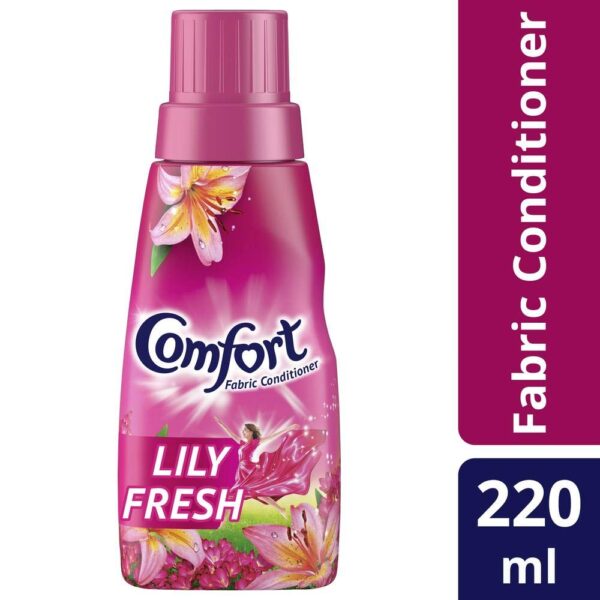 Comfort
Fabric Conditioner
LILY
FRESH
Fabric Conditioner
220
ml